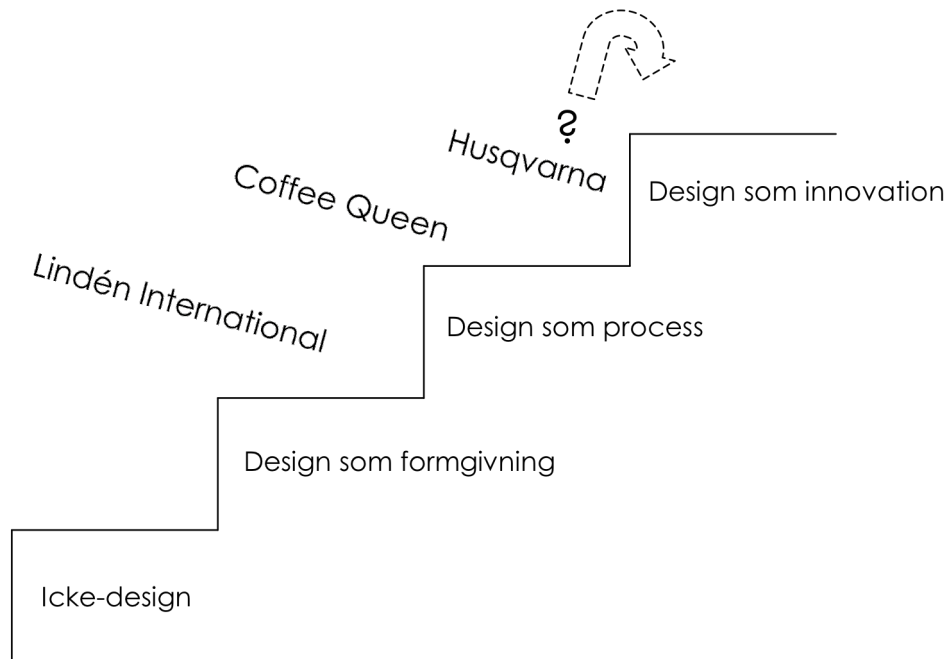 ?
Husqvarna
Coffee Queen
Design som innovation
Lindén International
Design som process
Design som formgivning
Icke-design